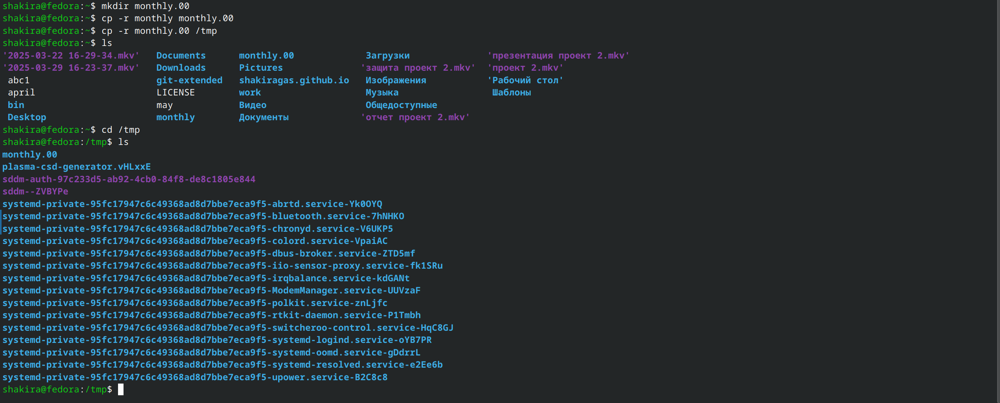 shakira@fedora:~$ mkdir monthly.00
shakira@fedora:~$ cp -r monthly monthly.00
shakira@fedora:~$ cp -r monthly.00 /tmp
shakira@fedora:~$ ls
'2025-03-22 16-29-34.mkv'   Documents      monthly.00             Загрузки              'презентация проект 2.mkv'
'2025-03-29 16-23-37.mkv'   Downloads      Pictures              'защита проект 2.mkv'  'проект 2.mkv'
 abc1                       git-extended   shakiragas.github.io   Изображения           'Рабочий стол'
 april                      LICENSE        work                   Музыка                 Шаблоны
 bin                        may            Видео                  Общедоступные
 Desktop                    monthly        Документы             'отчет проект 2.mkv'
shakira@fedora:~$ cd /tmp
shakira@fedora:/tmp$ ls
monthly.00
plasma-csd-generator.vHLxxE
sddm-auth-97c233d5-ab92-4cb0-84f8-de8c1805e844
sddm--ZVBYPe
systemd-private-95fc17947c6c49368ad8d7bbe7eca9f5-abrtd.service-Yk0OYQ
systemd-private-95fc17947c6c49368ad8d7bbe7eca9f5-bluetooth.service-7hNHKO
systemd-private-95fc17947c6c49368ad8d7bbe7eca9f5-chronyd.service-V6UKP5
systemd-private-95fc17947c6c49368ad8d7bbe7eca9f5-colord.service-VpaiAC
systemd-private-95fc17947c6c49368ad8d7bbe7eca9f5-dbus-broker.service-ZTD5mf
systemd-private-95fc17947c6c49368ad8d7bbe7eca9f5-iio-sensor-proxy.service-fk1SRu
systemd-private-95fc17947c6c49368ad8d7bbe7eca9f5-irqbalance.service-kdGANt
systemd-private-95fc17947c6c49368ad8d7bbe7eca9f5-ModemManager.service-UUVzaF
systemd-private-95fc17947c6c49368ad8d7bbe7eca9f5-polkit.service-znLjfc
systemd-private-95fc17947c6c49368ad8d7bbe7eca9f5-rtkit-daemon.service-P1Tmbh
systemd-private-95fc17947c6c49368ad8d7bbe7eca9f5-switcheroo-control.service-HqC8GJ
systemd-private-95fc17947c6c49368ad8d7bbe7eca9f5-systemd-logind.service-oYB7PR
systemd-private-95fc17947c6c49368ad8d7bbe7eca9f5-systemd-oomd.service-gDdrrL
systemd-private-95fc17947c6c49368ad8d7bbe7eca9f5-systemd-resolved.service-e2Ee6b
systemd-private-95fc17947c6c49368ad8d7bbe7eca9f5-upower.service-B2C8c8
shakira@fedora:/tmp$